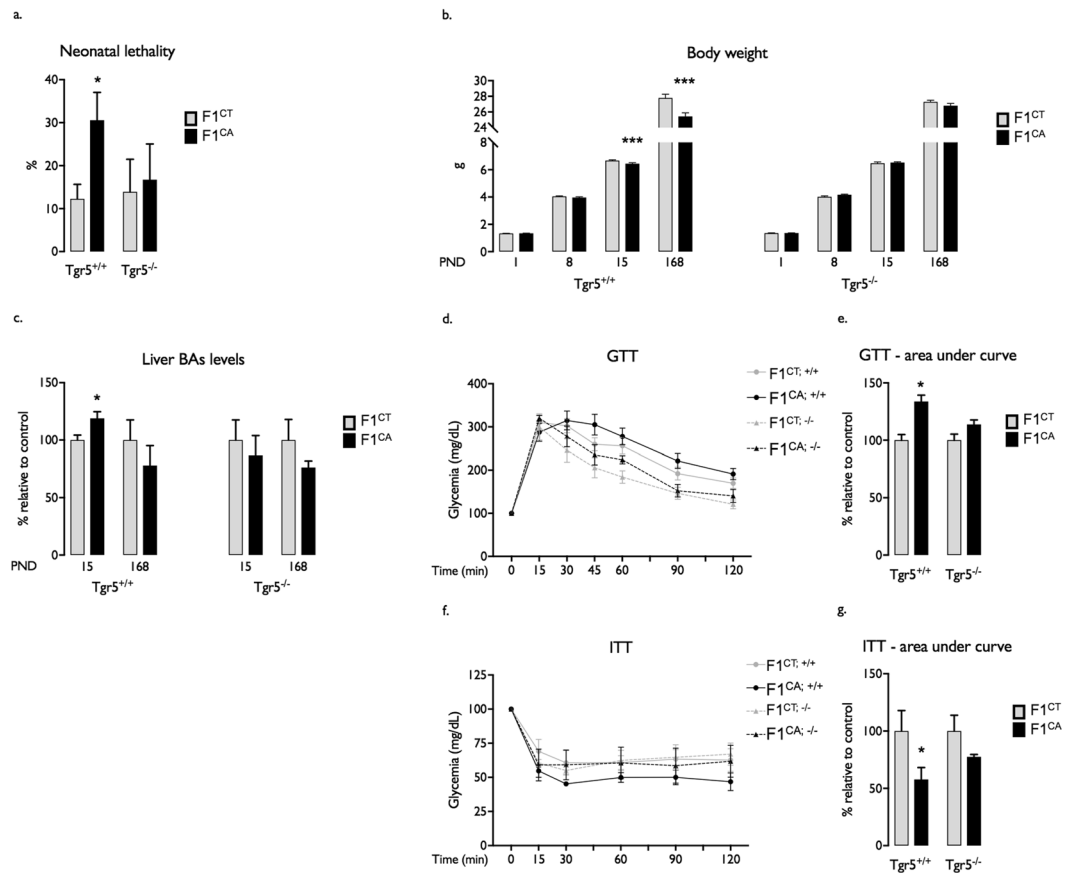 a.
Neonatal lethality
40
30
20
10
0
%
*
F1CT
F1CA
Tgr5+/+ Tgr5-/-
b.
Body weight
30
28
26
24
8
6
4
2
0
g
***
***
F1CT
F1CA
PND 1 8 15 168 1 8 15 168
Tgr5+/+ Tgr5-/-
c.
Liver BAs levels
150
100
50
0
% relative to control
*
F1CT
F1CA
PND 15 168 15 168
Tgr5+/+ Tgr5-/-
d.
GTT
400
300
200
100
0
Glycemia (mg/dL)
F1CT; +/+
F1CA; +/+
F1CT; -/-
F1CA; -/-
Time (min) 0 15 30 45 60 90 120
e.
GTT - area under curve
150
100
50
0
% relative to control
*
F1CT
F1CA
Tgr5+/+ Tgr5-/-
f.
ITT
125
100
75
50
25
0
Glycemia (mg/dL)
F1CT; +/+
F1CA; +/+
F1CT; -/-
F1CA; -/-
Time (min) 0 15 30 60 90 120
g.
ITT - area under curve
150
100
50
0
% relative to control
*
F1CT
F1CA
Tgr5+/+ Tgr5-/-